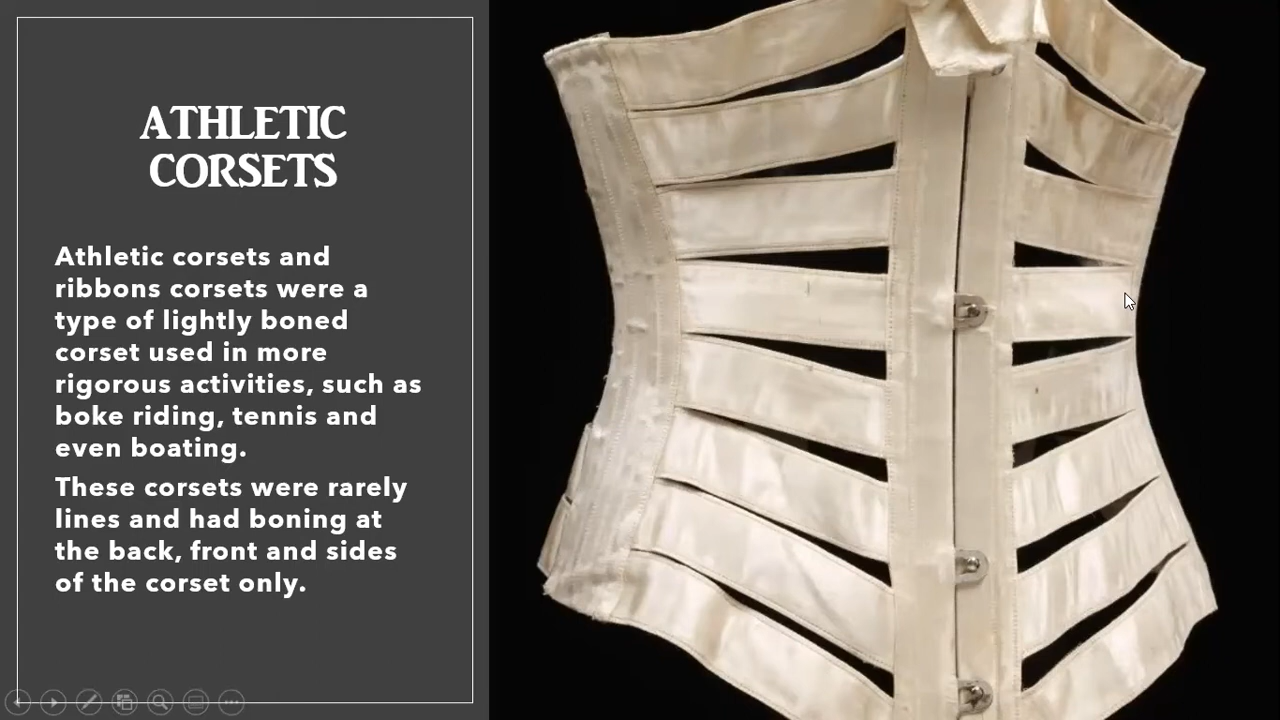 ATHLETIC
CORSETS
Athletic corsets and
ribbons corsets were a
type of lightly boned
corset used in more
rigorous activities, such as
boke riding, tennis and
even boating.
These corsets were rarely
lines and had boning at
the back, front and sides
of the corset only.